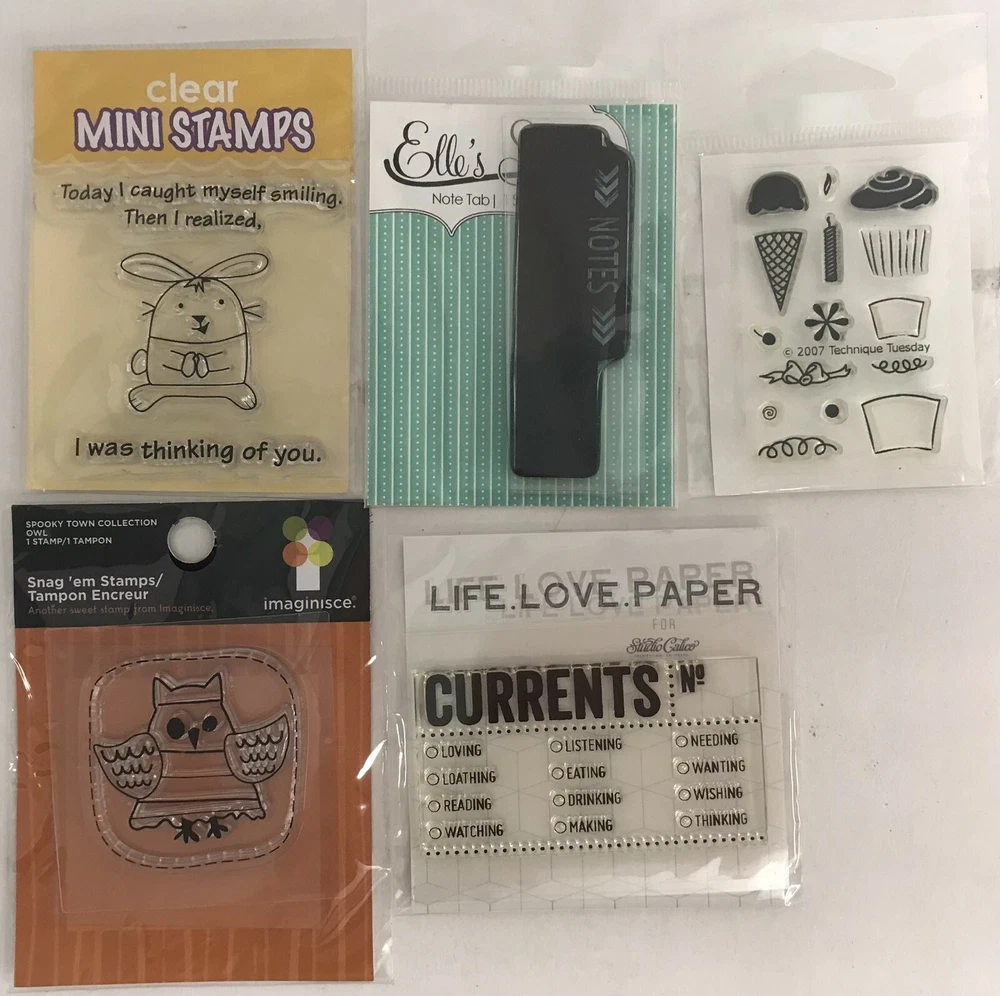 clear
MINI STAMPS
Today I caught myself smiling.
Then I realized,
I was thinking of you.
Elle's
Note Tab |
NOTES
© 2007 Technique Tuesday
SPOOKY TOWN COLLECTION
OWL
1 STAMP/1 TAMPON
Snag 'em Stamps/
Tampon Encreur
Another sweet stamp from Imaginisce.
imaginisce®
LIFE.LOVE.PAPER
FOR
Studio Calico
CURRENTS Nº
LOVING LISTENING NEEDING
LOATHING EATING WANTING
READING DRINKING WISHING
WATCHING MAKING THINKING